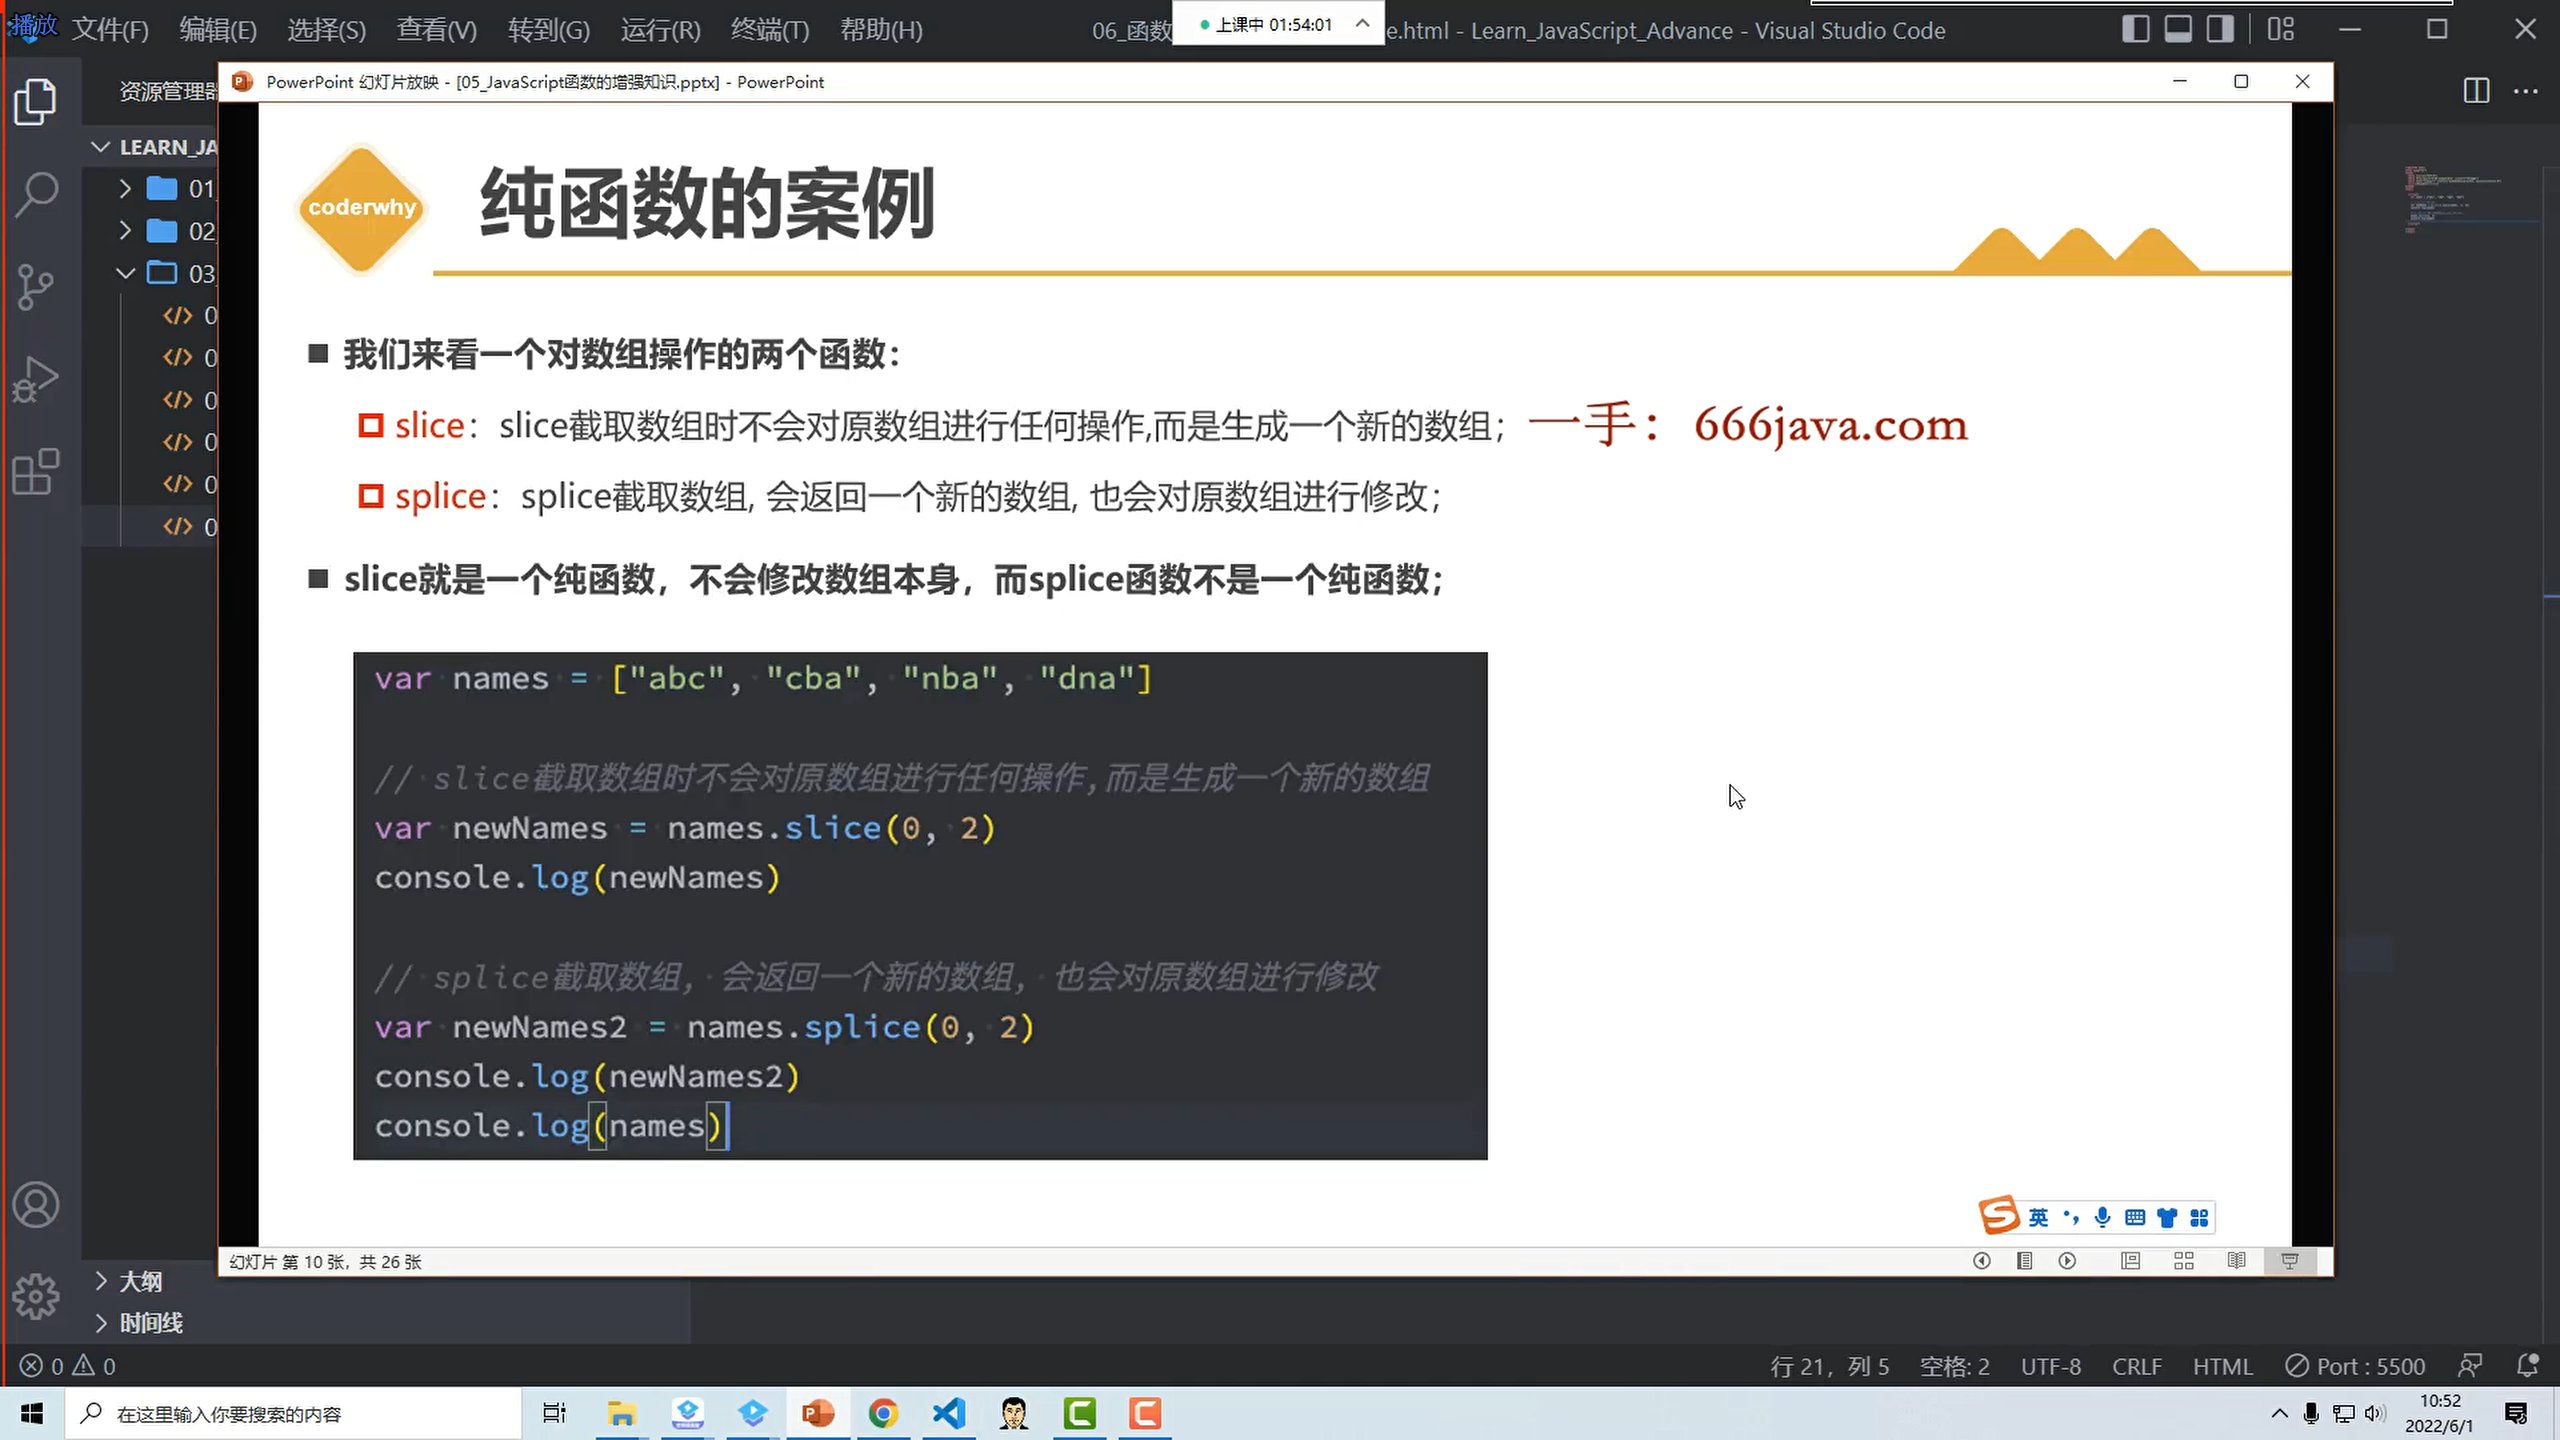 播放 文件(F) 编辑(E) 选择(S) 查看(V) 转到(G) 运行(R) 终端(T) 帮助(H) 06_函数 上课中 01:54:01 e.html - Learn_JavaScript_Advance - Visual Studio Code
资源管理器
PowerPoint 幻灯片放映 - [05_JavaScript函数的增强知识.pptx] - PowerPoint
LEARN_JA
01
02
03
0
0
0
0
0
0
coderwhy
纯函数的案例
我们来看一个对数组操作的两个函数：
slice：slice截取数组时不会对原数组进行任何操作,而是生成一个新的数组；
一手：666java.com
splice：splice截取数组, 会返回一个新的数组, 也会对原数组进行修改；
slice就是一个纯函数，不会修改数组本身，而splice函数不是一个纯函数；
var names = ["abc", "cba", "nba", "dna"]
// slice截取数组时不会对原数组进行任何操作,而是生成一个新的数组
var newNames = names.slice(0, 2)
console.log(newNames)
// splice截取数组, 会返回一个新的数组, 也会对原数组进行修改
var newNames2 = names.splice(0, 2)
console.log(newNames2)
console.log(names)
英
幻灯片 第 10 张，共 26 张
大纲
时间线
0 0
行 21，列 5 空格: 2 UTF-8 CRLF HTML Port : 5500
在这里输入你要搜索的内容
10:52
2022/6/1